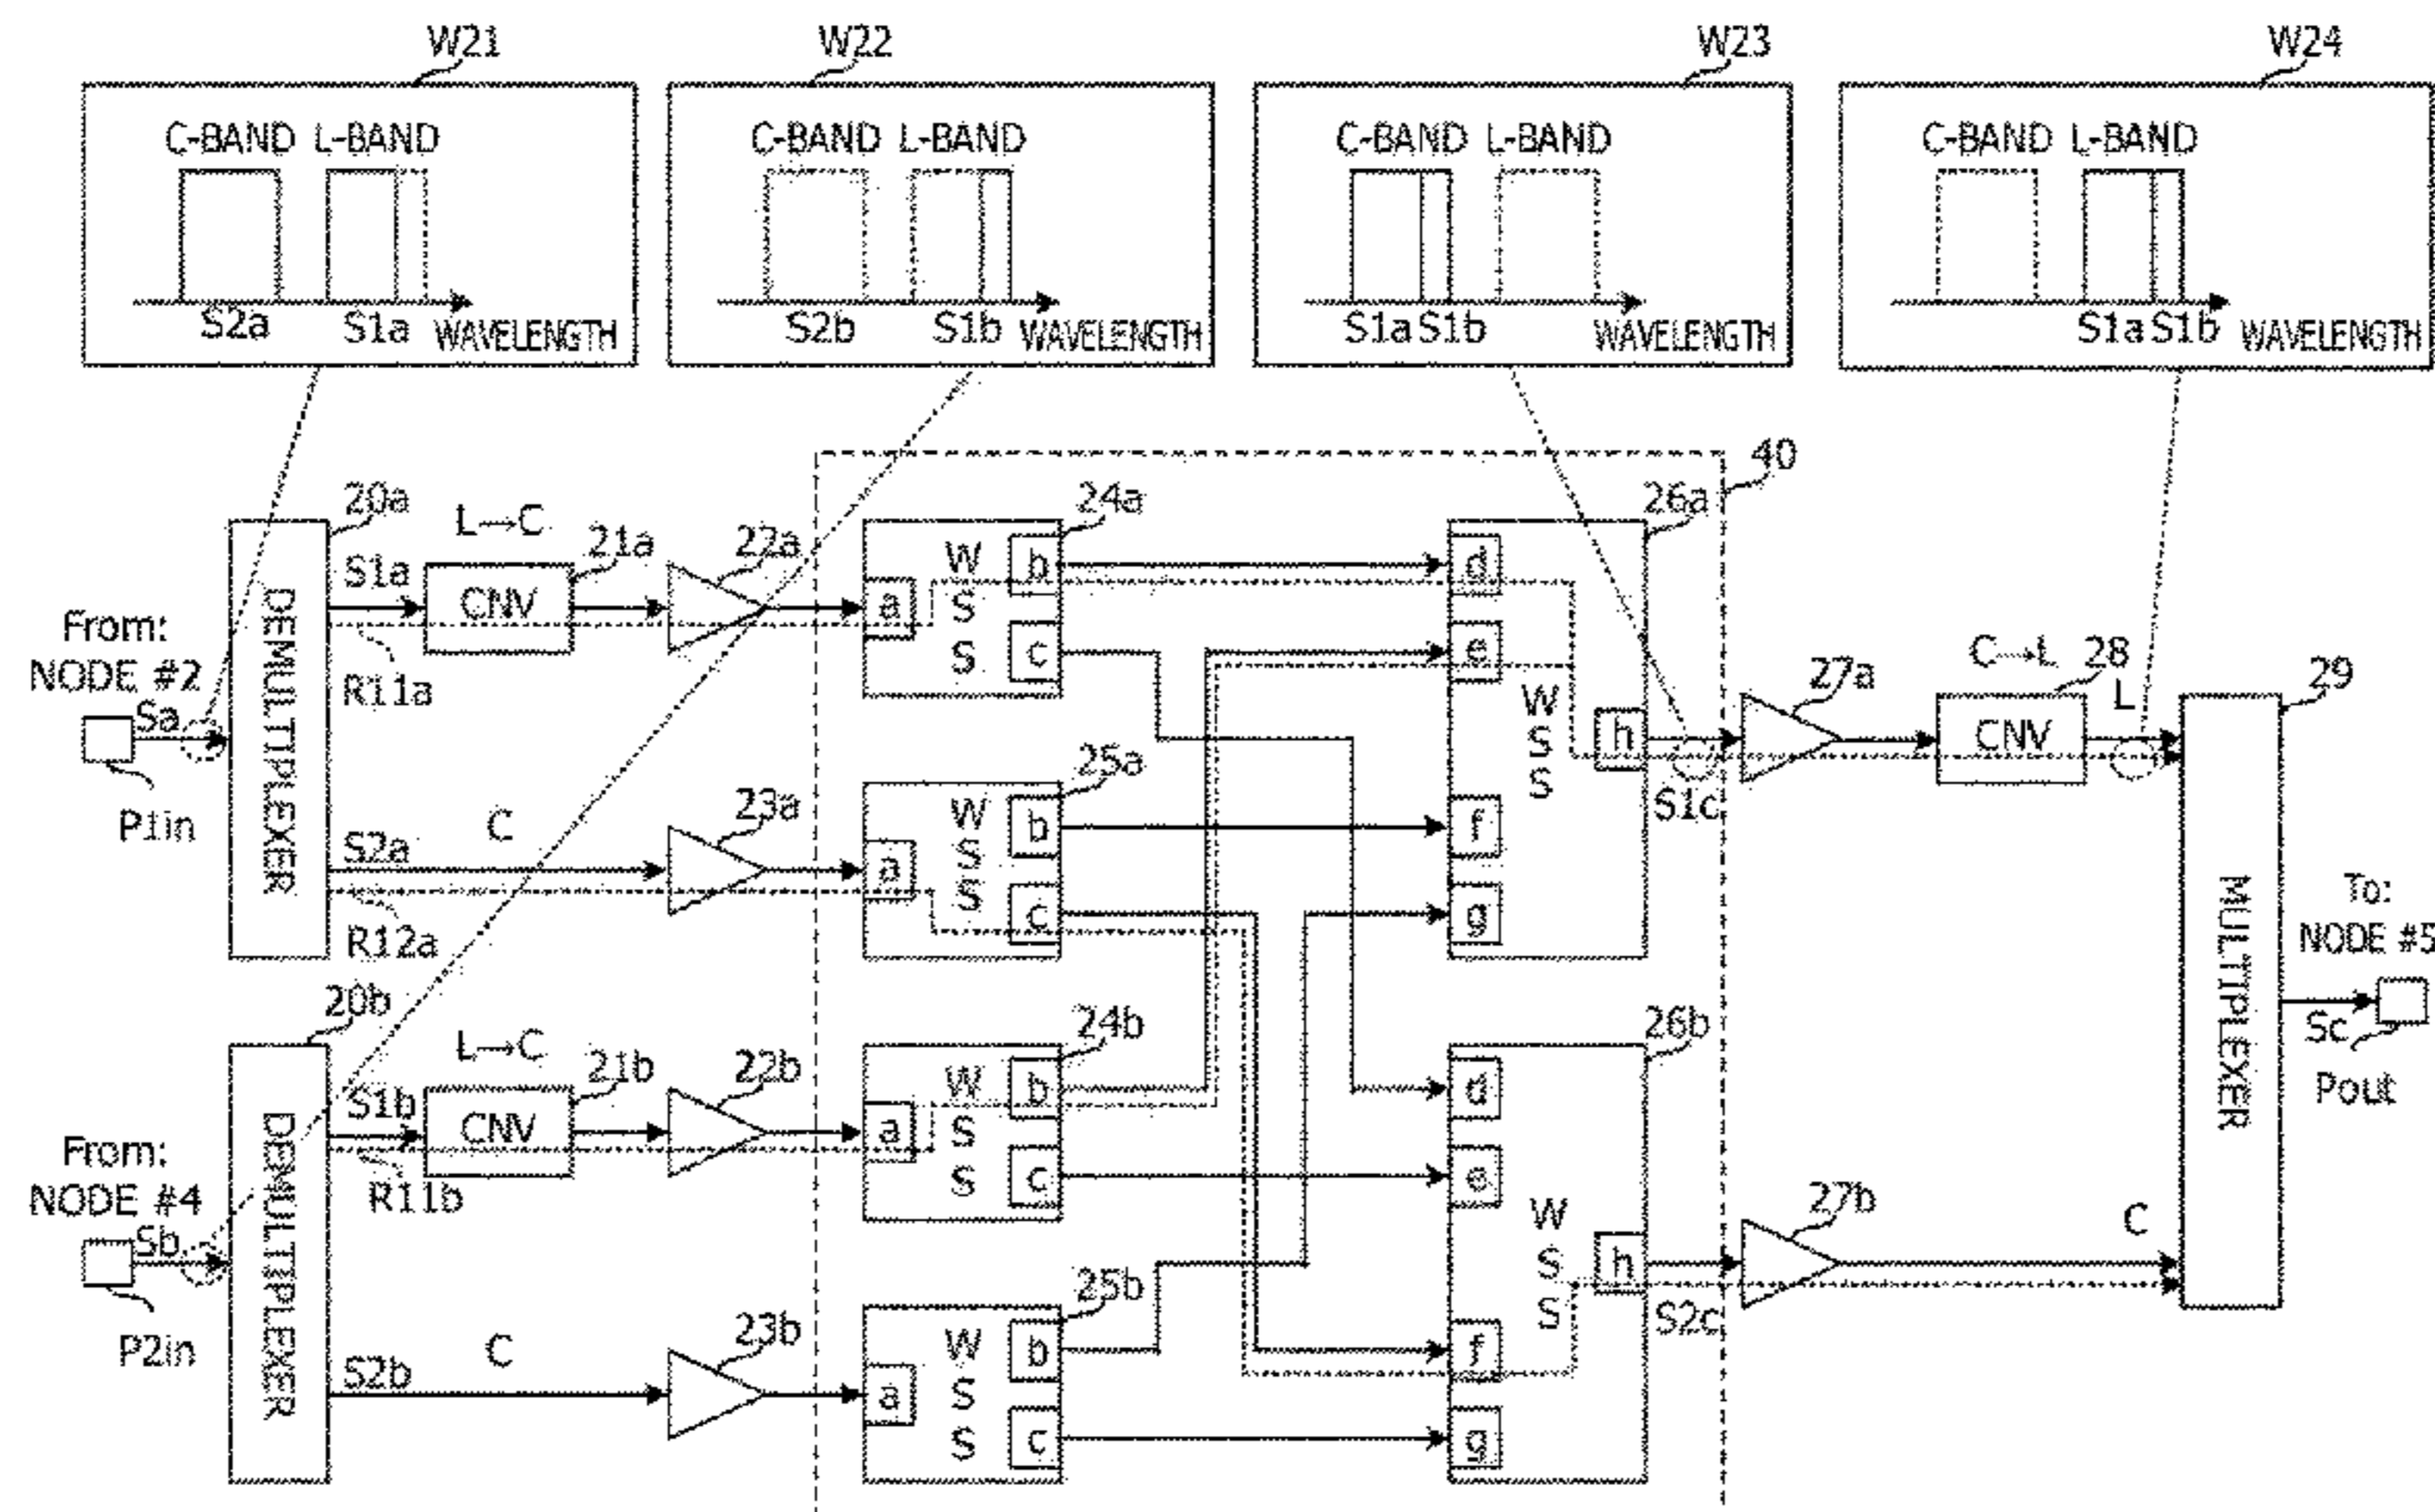 W21
W22
W23
W24
C-BAND L-BAND
C-BAND L-BAND
C-BAND L-BAND
C-BAND L-BAND
S2a S1a WAVELENGTH
S2b S1b WAVELENGTH
S1a S1b WAVELENGTH
S1a S1b WAVELENGTH
40
20a
L→C
21a
22a
24a
26a
S1a
CNV
a
W
S
S
b
c
d
e
From:
NODE #2
Sa
P1in
DEMULTIPLEXER
R11a
S2a
C
23a
25a
R12a
a
W
S
S
b
c
f
g
W
S
S
h
S1c
27a
C→L
28
CNV
L
29
MULTIPLEXER
To:
NODE #5
Sc
Pout
20b
L→C
21b
22b
24b
26b
S1b
CNV
a
W
S
S
b
c
d
e
From:
NODE #4
Sb
P2in
DEMULTIPLEXER
R11b
S2b
C
23b
25b
a
W
S
S
b
c
f
g
W
S
S
h
S2c
27b
C